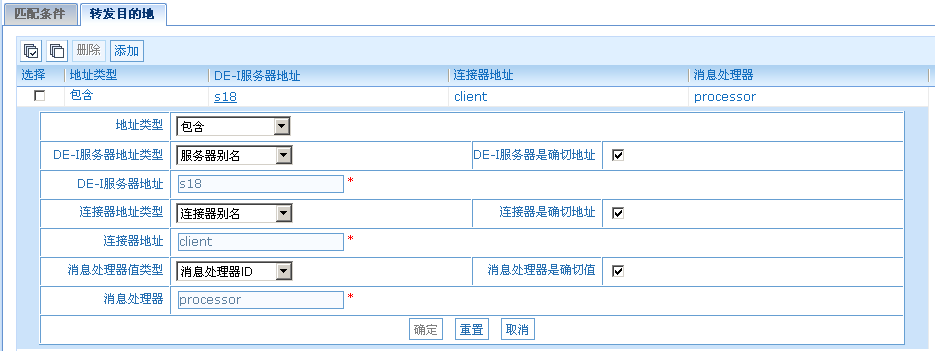 匹配条件 转发目的地
删除 添加
选择 地址类型 DE-I服务器地址 连接器地址 消息处理器
包含 s18 client processor
地址类型 包含
DE-I服务器地址类型 服务器别名 DE-I服务器是确切地址
DE-I服务器地址 s18 *
连接器地址类型 连接器别名 连接器是确切地址
连接器地址 client *
消息处理器值类型 消息处理器ID 消息处理器是确切值
消息处理器 processor *
确定 重置 取消